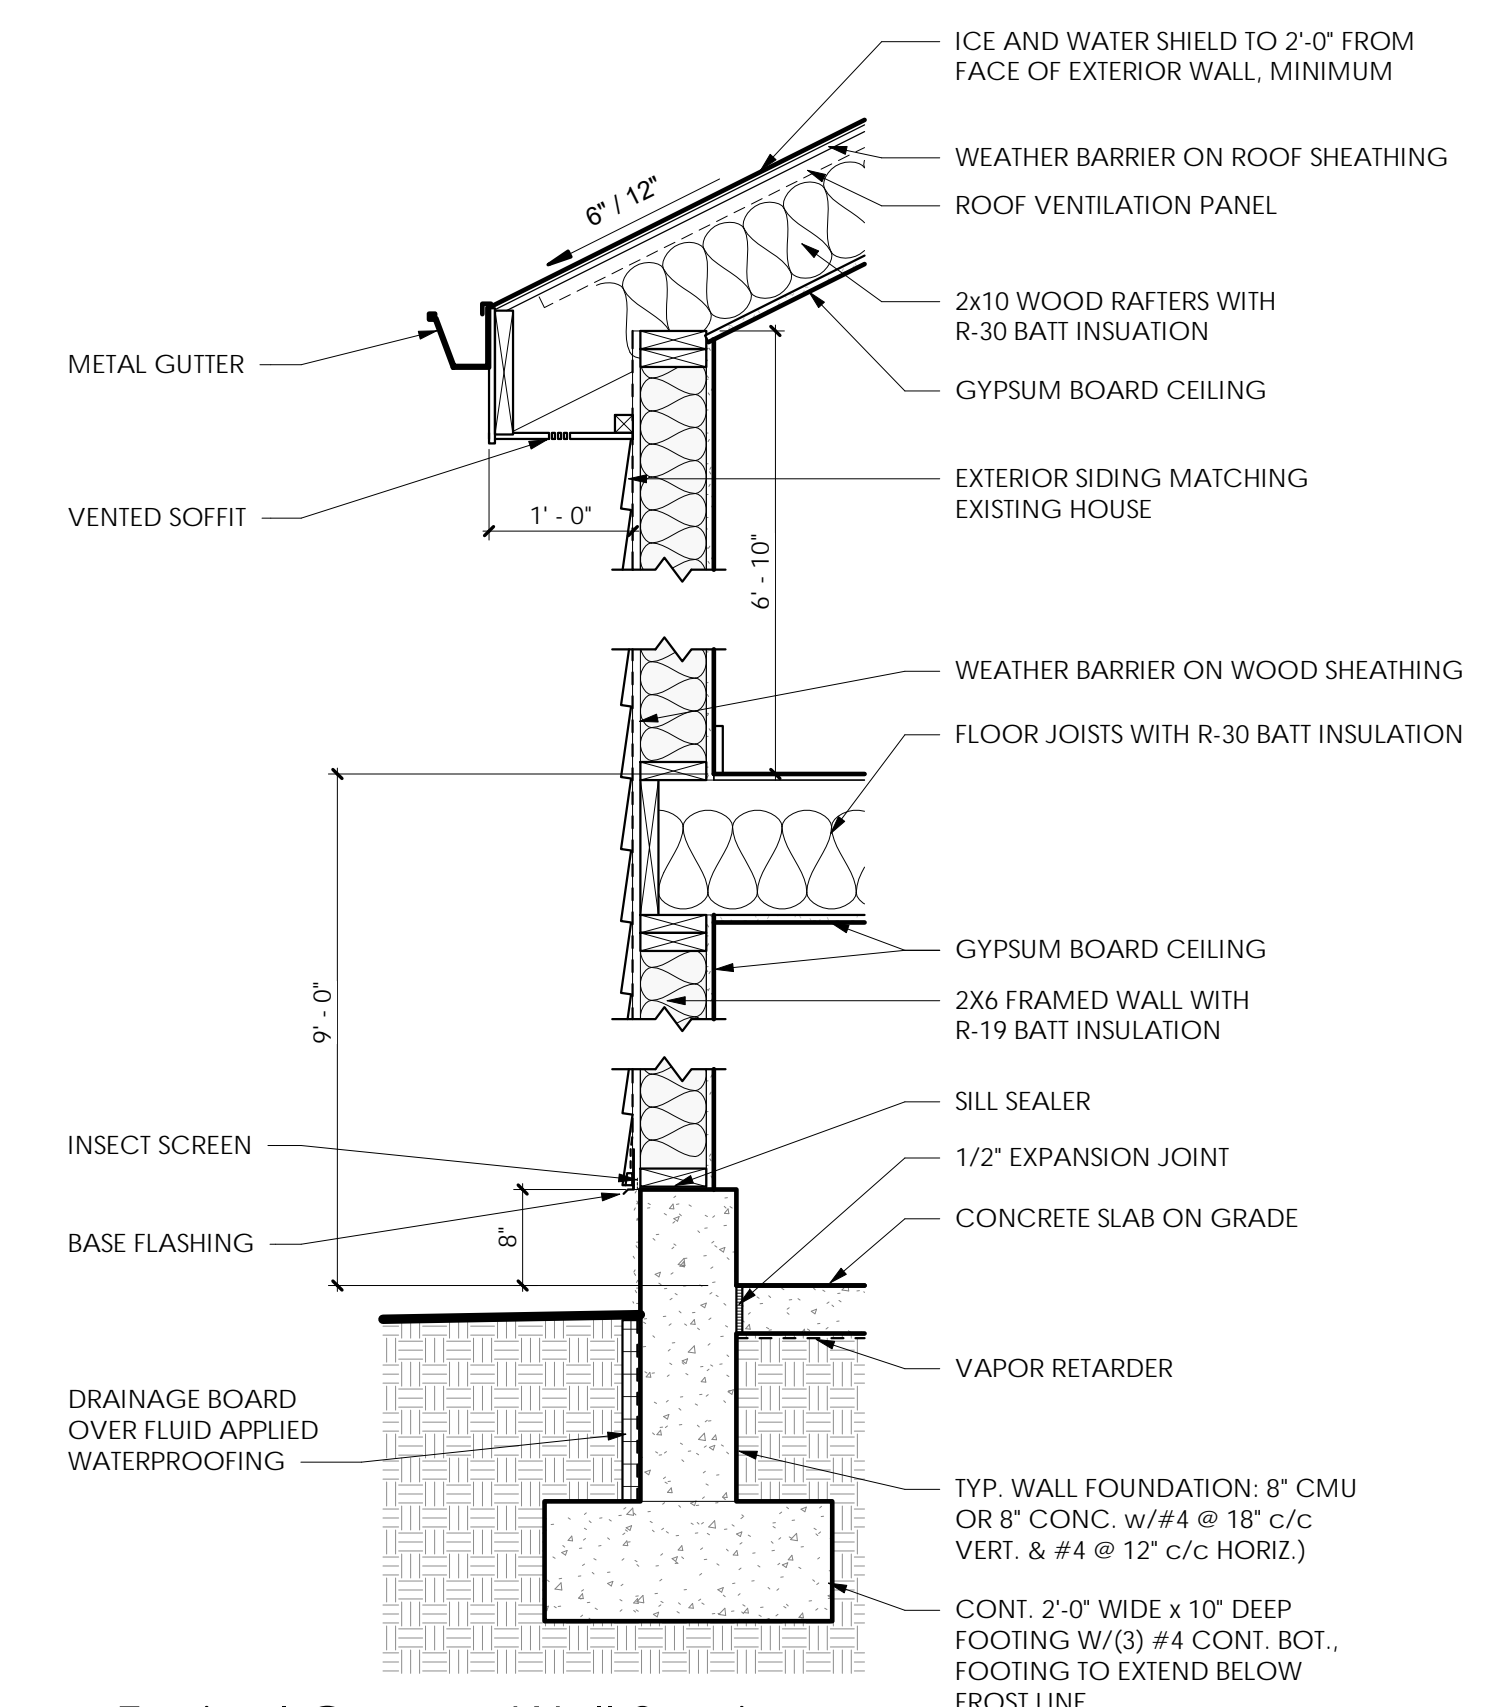 ICE AND WATER SHIELD TO 2'-0" FROM
FACE OF EXTERIOR WALL, MINIMUM
WEATHER BARRIER ON ROOF SHEATHING
6" / 12"
ROOF VENTILATION PANEL
2x10 WOOD RAFTERS WITH
R-30 BATT INSUATION
METAL GUTTER
GYPSUM BOARD CEILING
EXTERIOR SIDING MATCHING
EXISTING HOUSE
VENTED SOFFIT
1' - 0"
6' - 10"
WEATHER BARRIER ON WOOD SHEATHING
FLOOR JOISTS WITH R-30 BATT INSULATION
GYPSUM BOARD CEILING
9' - 0"
2X6 FRAMED WALL WITH
R-19 BATT INSULATION
SILL SEALER
INSECT SCREEN
1/2" EXPANSION JOINT
CONCRETE SLAB ON GRADE
BASE FLASHING
8"
VAPOR RETARDER
DRAINAGE BOARD
OVER FLUID APPLIED
WATERPROOFING
TYP. WALL FOUNDATION: 8" CMU
OR 8" CONC. w/#4 @ 18" c/c
VERT. & #4 @ 12" c/c HORIZ.)
CONT. 2'-0" WIDE x 10" DEEP
FOOTING W/(3) #4 CONT. BOT.,
FOOTING TO EXTEND BELOW
FROST LINE